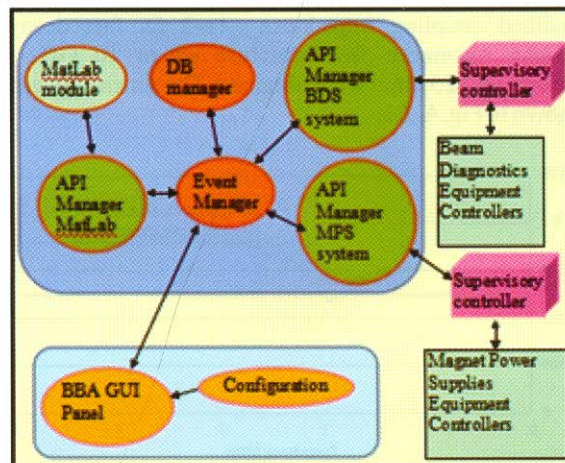 MatLab
module
DB
manager
API
Manager
BDS
system
Supervisory
controller
Beam
Diagnostics
Equipment
Controllers
API
Manager
MatLab
Event
Manager
API
Manager
MPS
system
Supervisory
controller
Magnet Power
Supplies
Equipment
Controllers
BBA GUI
Panel
Configuration